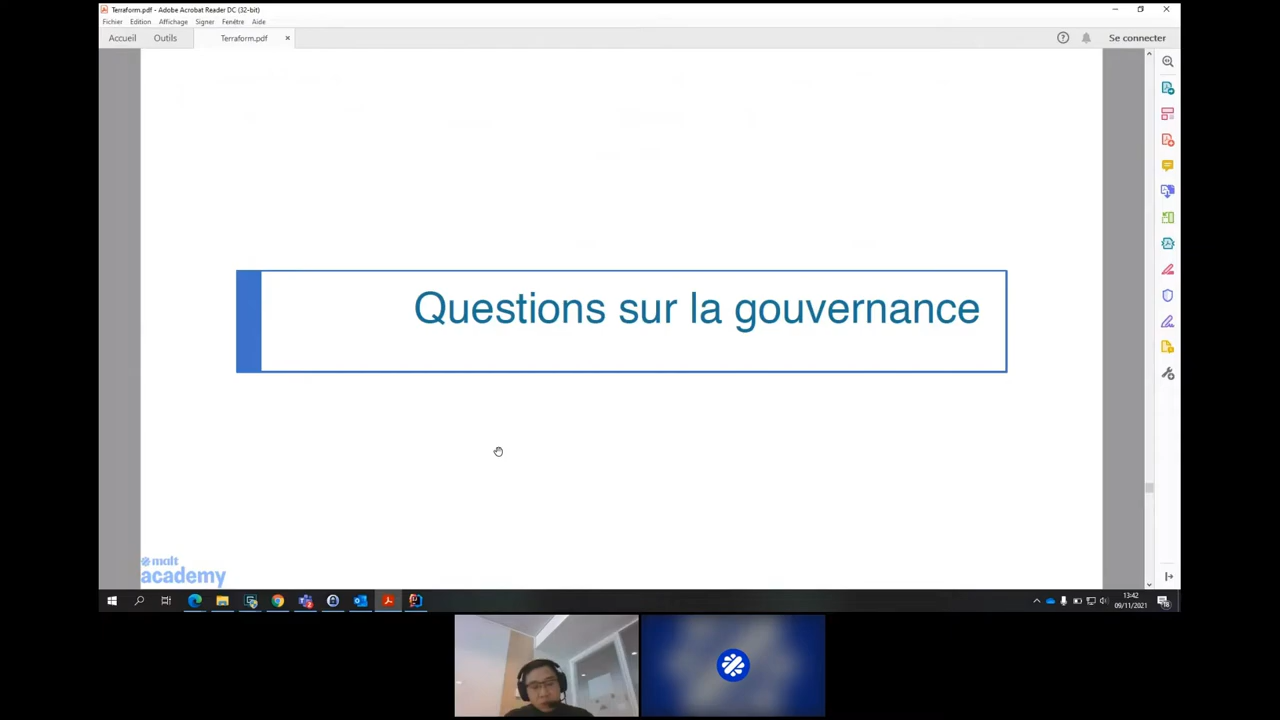 Terraform.pdf - Adobe Acrobat Reader DC (32-bit)
Fichier Edition Affichage Signer Fenêtre Aide
Accueil Outils Terraform.pdf × Se connecter
Questions sur la gouvernance
malt
academy
13:42
09/11/2021